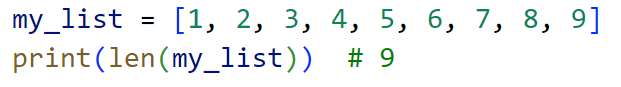 my_list = [1, 2, 3, 4, 5, 6, 7, 8, 9]
print(len(my_list))  # 9